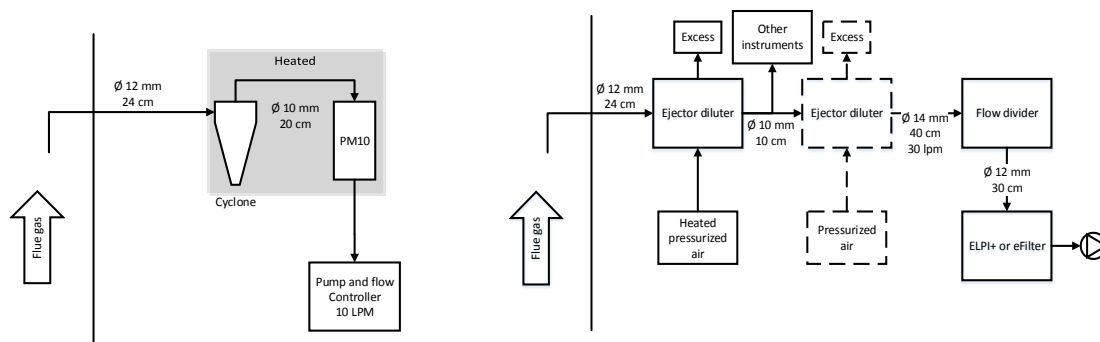 Heated
Ø 12 mm
24 cm
Ø 10 mm
20 cm
PM10
Cyclone
Flue gas
Pump and flow
Controller
10 LPM
Excess
Other
instruments
Excess
Ø 12 mm
24 cm
Ejector diluter
Ø 10 mm
10 cm
Ejector diluter
Ø 14 mm
40 cm
30 lpm
Flow divider
Ø 12 mm
30 cm
Flue gas
Heated
pressurized
air
Pressurized
air
ELPI+ or eFilter